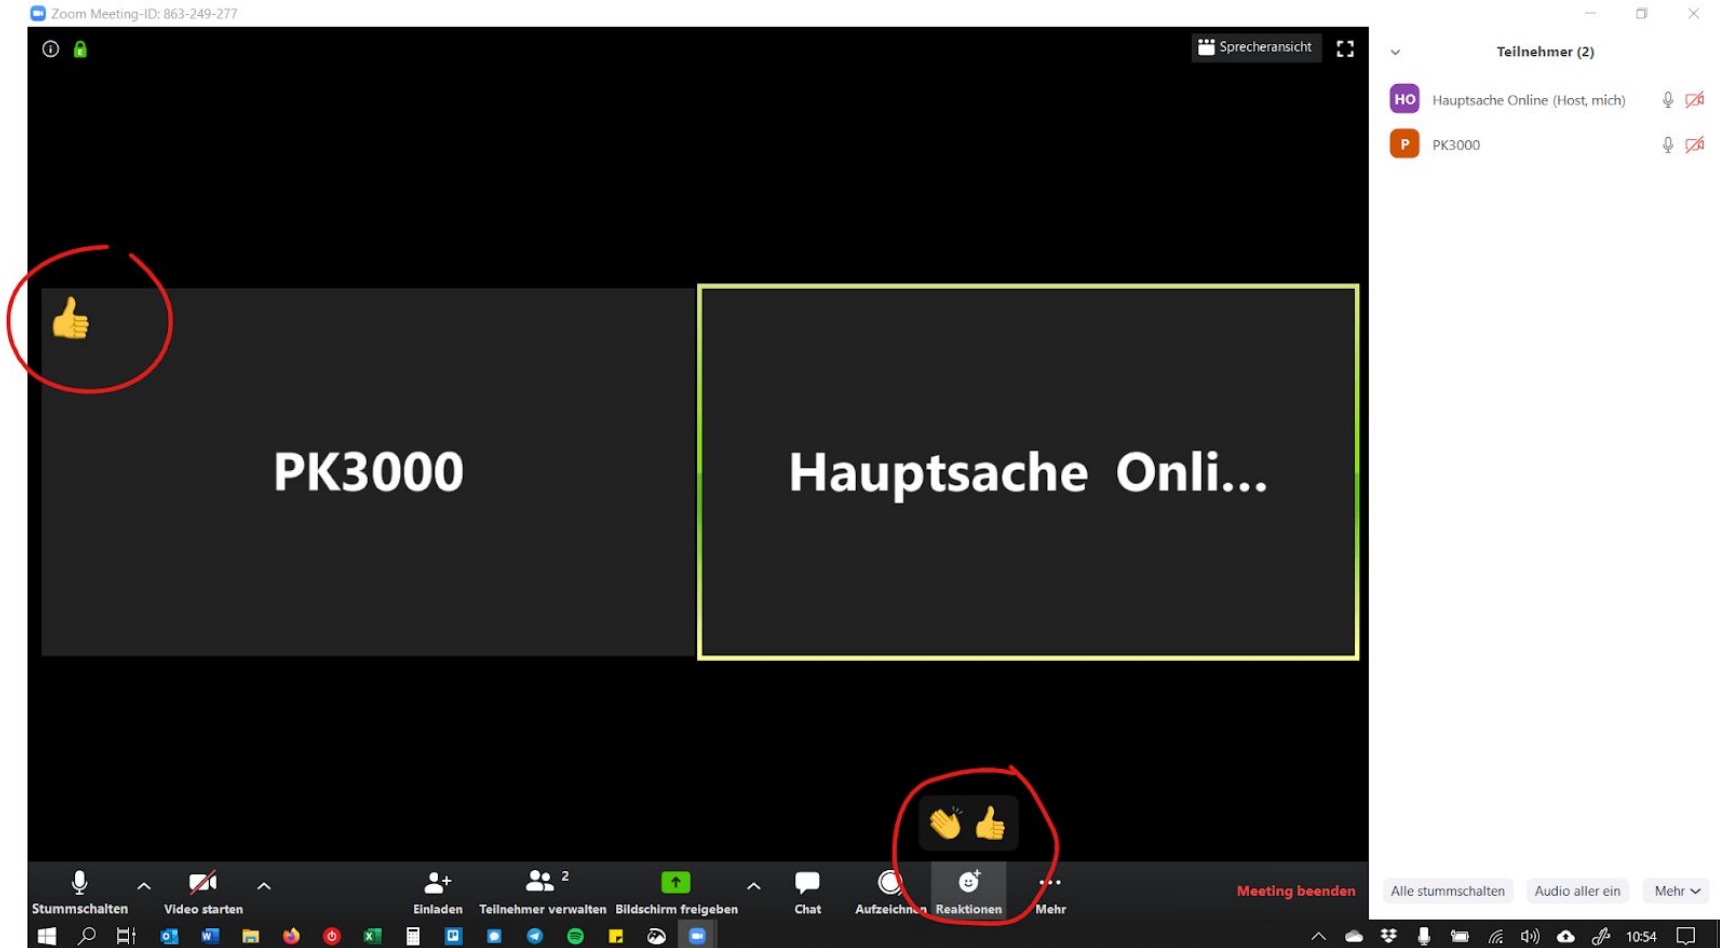 Zoom Meeting-ID: 863-249-277
Sprecheransicht
Teilnehmer (2)
HO Hauptsache Online (Host, mich)
P PK3000
PK3000
Hauptsache Onli...
Stummschalten
Video starten
Einladen
2
Teilnehmer verwalten
Bildschirm freigeben
Chat
Aufzeichnen
Reaktionen
Mehr
Meeting beenden
Alle stummschalten
Audio aller ein
Mehr
10:54